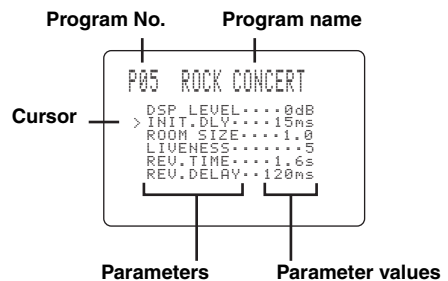 Program No. Program name
P05 ROCK CONCERT
DSP LEVEL····0dB
Cursor
>INIT.DLY····15ms
ROOM SIZE····1.0
LIVENESS·······5
REV.TIME····1.6s
REV.DELAY··120ms
Parameters Parameter values